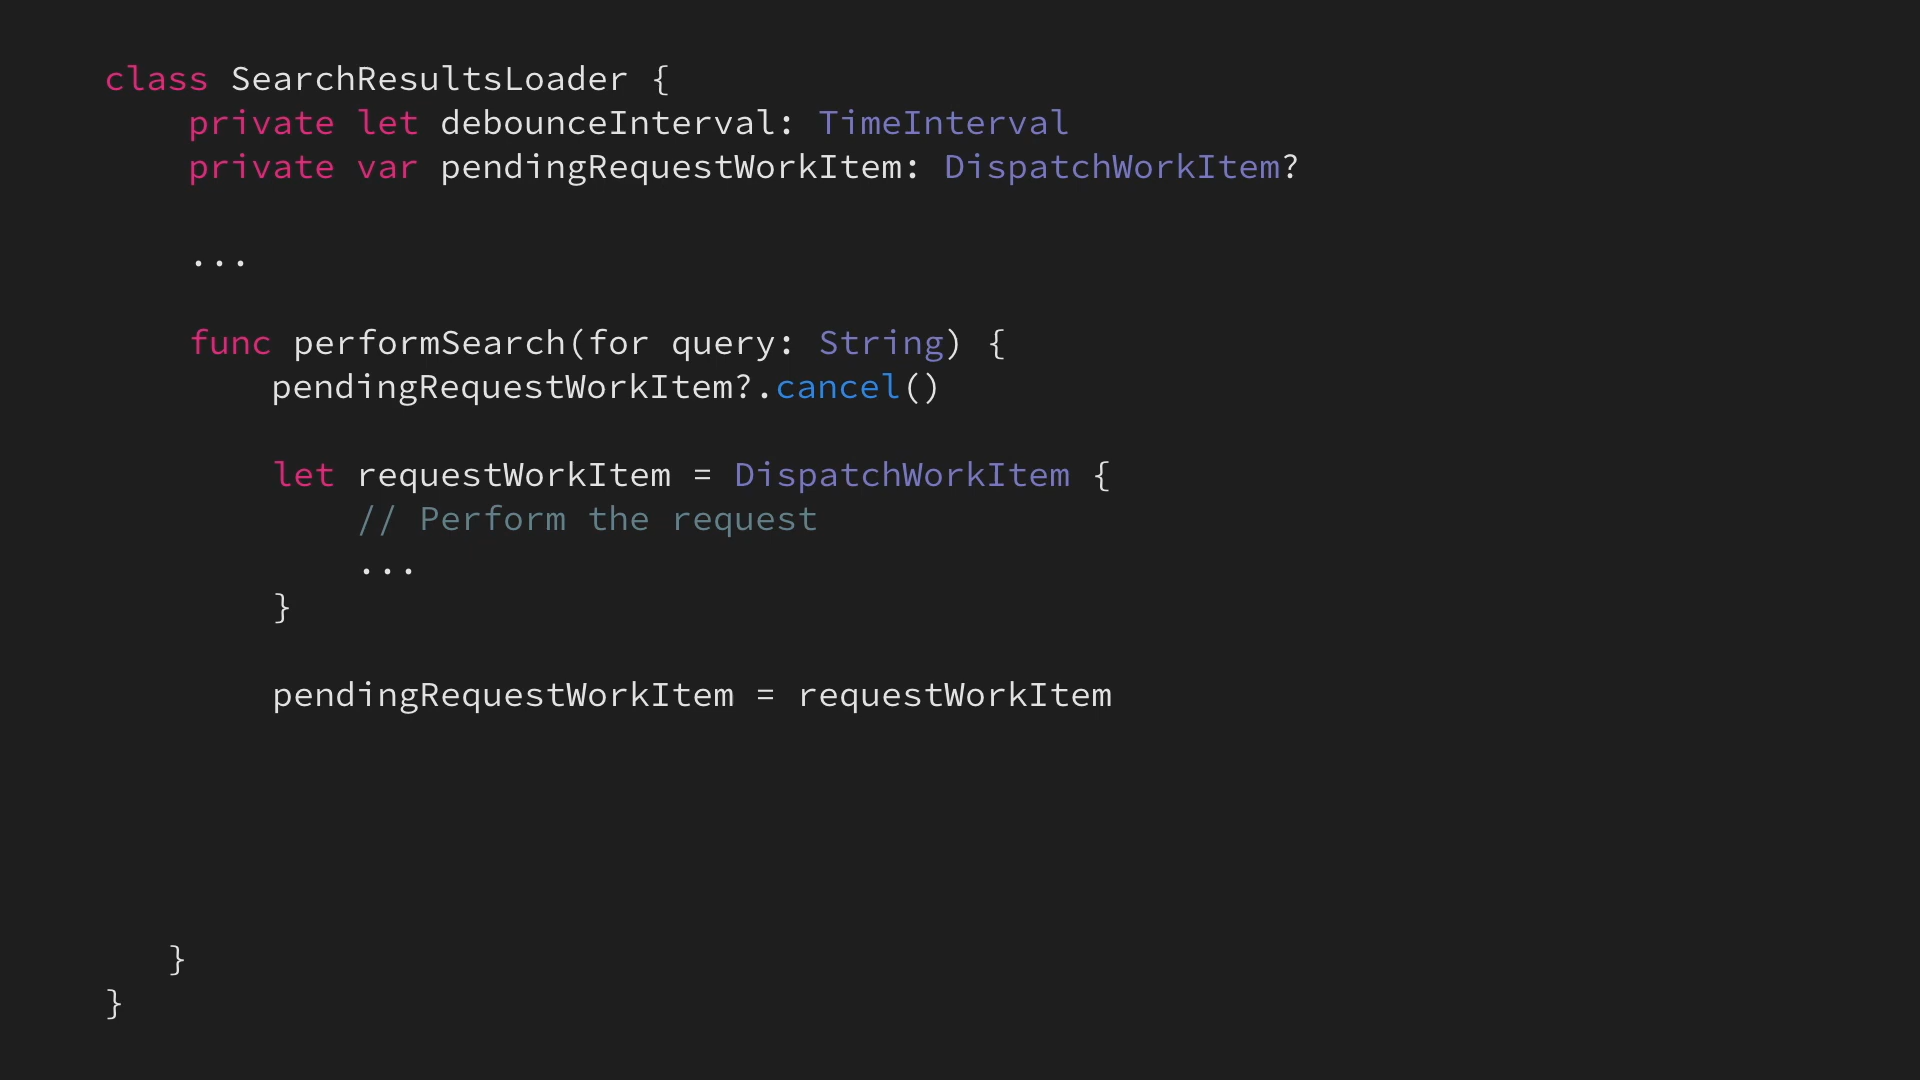 class SearchResultsLoader {
    private let debounceInterval: TimeInterval
    private var pendingRequestWorkItem: DispatchWorkItem?

    ...

    func performSearch(for query: String) {
        pendingRequestWorkItem?.cancel()

        let requestWorkItem = DispatchWorkItem {
            // Perform the request
            ...
        }

        pendingRequestWorkItem = requestWorkItem

   }
}